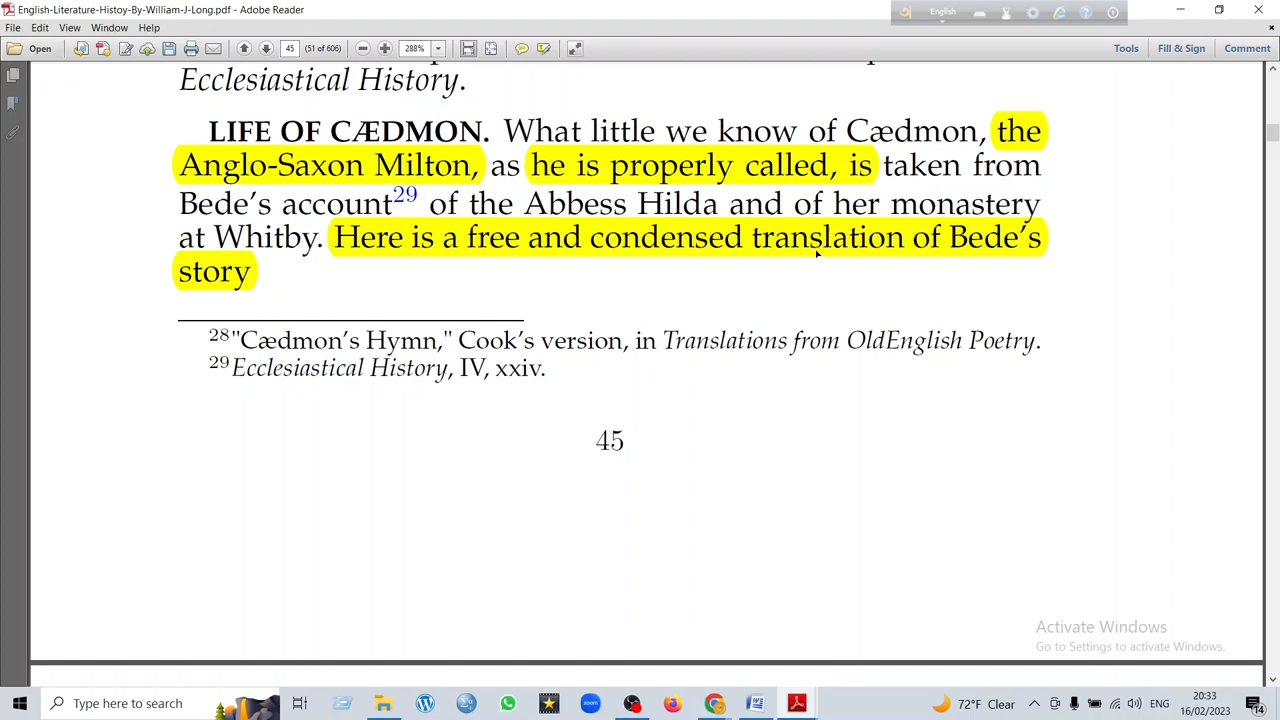 English-Literature-Histoy-By-William-J-Long.pdf - Adobe Reader
English
File Edit View Window Help
Open 45 (51 of 606) 288% Tools Fill & Sign Comment
Ecclesiastical History.
LIFE OF CÆDMON. What little we know of Cædmon, the
Anglo-Saxon Milton, as he is properly called, is taken from
Bede's account29 of the Abbess Hilda and of her monastery
at Whitby. Here is a free and condensed translation of Bede's
story
28"Cædmon's Hymn," Cook's version, in Translations from OldEnglish Poetry.
29Ecclesiastical History, IV, xxiv.
45
Activate Windows
Go to Settings to activate Windows.
Type here to search
zoom
72°F Clear
ENG
20:33
16/02/2023
14